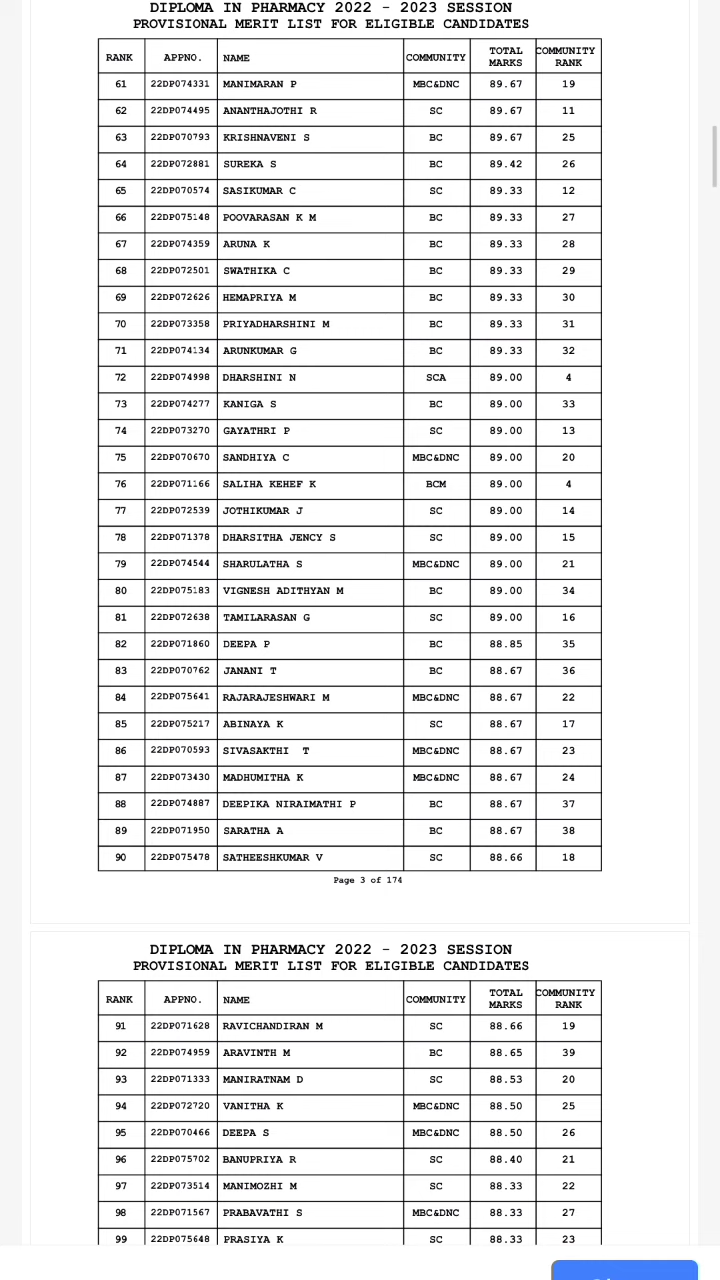 DIPLOMA IN PHARMACY 2022 - 2023 SESSION
PROVISIONAL MERIT LIST FOR ELIGIBLE CANDIDATES
RANK APPNO. NAME COMMUNITY TOTAL MARKS COMMUNITY RANK
61 22DP074331 MANIMARAN P MBC&DNC 89.67 19
62 22DP074495 ANANTHAJOTHI R SC 89.67 11
63 22DP070793 KRISHNAVENI S BC 89.67 25
64 22DP072881 SUREKA S BC 89.42 26
65 22DP070574 SASIKUMAR C SC 89.33 12
66 22DP075148 POOVARASAN K M BC 89.33 27
67 22DP074359 ARUNA K BC 89.33 28
68 22DP072501 SWATHIKA C BC 89.33 29
69 22DP072626 HEMAPRIYA M BC 89.33 30
70 22DP073358 PRIYADHARSHINI M BC 89.33 31
71 22DP074134 ARUNKUMAR G BC 89.33 32
72 22DP074998 DHARSHINI N SCA 89.00 4
73 22DP074277 KANIGA S BC 89.00 33
74 22DP073270 GAYATHRI P SC 89.00 13
75 22DP070670 SANDHIYA C MBC&DNC 89.00 20
76 22DP071166 SALIHA KEHEF K BCM 89.00 4
77 22DP072539 JOTHIKUMAR J SC 89.00 14
78 22DP071378 DHARSITHA JENCY S SC 89.00 15
79 22DP074544 SHARULATHA S MBC&DNC 89.00 21
80 22DP075183 VIGNESH ADITHYAN M BC 89.00 34
81 22DP072638 TAMILARASAN G SC 89.00 16
82 22DP071860 DEEPA P BC 88.85 35
83 22DP070762 JANANI T BC 88.67 36
84 22DP075641 RAJARAJESHWARI M MBC&DNC 88.67 22
85 22DP075217 ABINAYA K SC 88.67 17
86 22DP070593 SIVASAKTHI T MBC&DNC 88.67 23
87 22DP073430 MADHUMITHA K MBC&DNC 88.67 24
88 22DP074887 DEEPIKA NIRAIMATHI P BC 88.67 37
89 22DP071950 SARATHA A BC 88.67 38
90 22DP075478 SATHEESHKUMAR V SC 88.66 18
Page 3 of 174
DIPLOMA IN PHARMACY 2022 - 2023 SESSION
PROVISIONAL MERIT LIST FOR ELIGIBLE CANDIDATES
RANK APPNO. NAME COMMUNITY TOTAL MARKS COMMUNITY RANK
91 22DP071628 RAVICHANDIRAN M SC 88.66 19
92 22DP074959 ARAVINTH M BC 88.65 39
93 22DP071333 MANIRATNAM D SC 88.53 20
94 22DP072720 VANITHA K MBC&DNC 88.50 25
95 22DP070466 DEEPA S MBC&DNC 88.50 26
96 22DP075702 BANUPRIYA R SC 88.40 21
97 22DP073514 MANIMOZHI M SC 88.33 22
98 22DP071567 PRABAVATHI S MBC&DNC 88.33 27
99 22DP075648 PRASIYA K SC 88.33 23